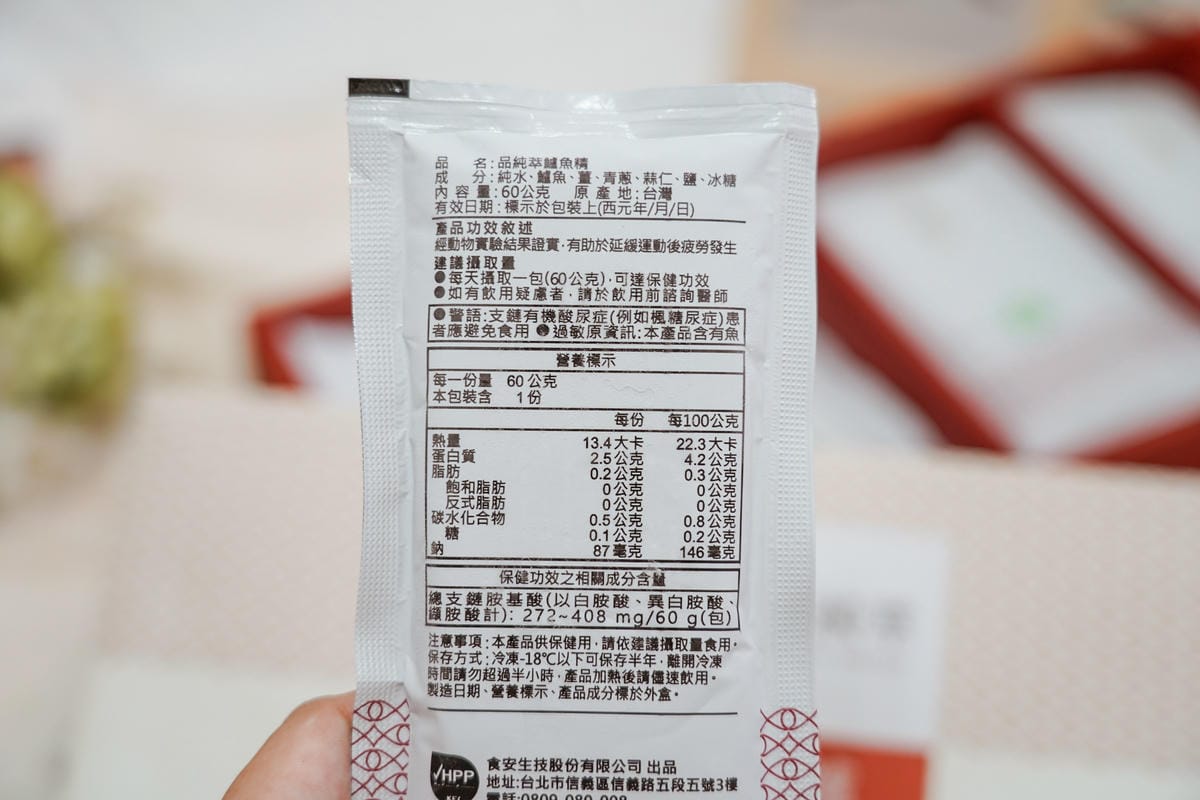 品 名:品純萃鱸魚精
成 分:純水、鱸魚、薑、青蔥、蒜仁、鹽、冰糖
內容量:60公克 原產地:台灣
有效日期:標示於包裝上(西元年/月/日)
產品功效敘述
經動物實驗結果證實,有助於延緩運動後疲勞發生
建議攝取量
●每天攝取一包(60公克),可達保健功效
●如有飲用疑慮者,請於飲用前諮詢醫師
●警語:支鏈有機酸尿症(例如楓糖尿症)患
者應避免食用 ●過敏原資訊:本產品含有魚
營養標示
每一份量 60公克
本包裝含 1份
每份 每100公克
熱量 13.4大卡 22.3大卡
蛋白質 2.5公克 4.2公克
脂肪 0.2公克 0.3公克
飽和脂肪 0公克 0公克
反式脂肪 0公克 0公克
碳水化合物 0.5公克 0.8公克
糖 0.1公克 0.2公克
鈉 87毫克 146毫克
保健功效之相關成分含量
總支鏈胺基酸(以白胺酸、異白胺酸、
纈胺酸計): 272~408 mg/60 g(包)
注意事項:本產品供保健用,請依建議攝取量食用。
保存方式:冷凍-18℃以下可保存半年,離開冷凍
時間請勿超過半小時,產品加熱後請儘速飲用。
製造日期、營養標示、產品成分標於外盒。
HPP
食安生技股份有限公司 出品
地址:台北市信義區信義路五段五號3樓
電話:0809-080-008